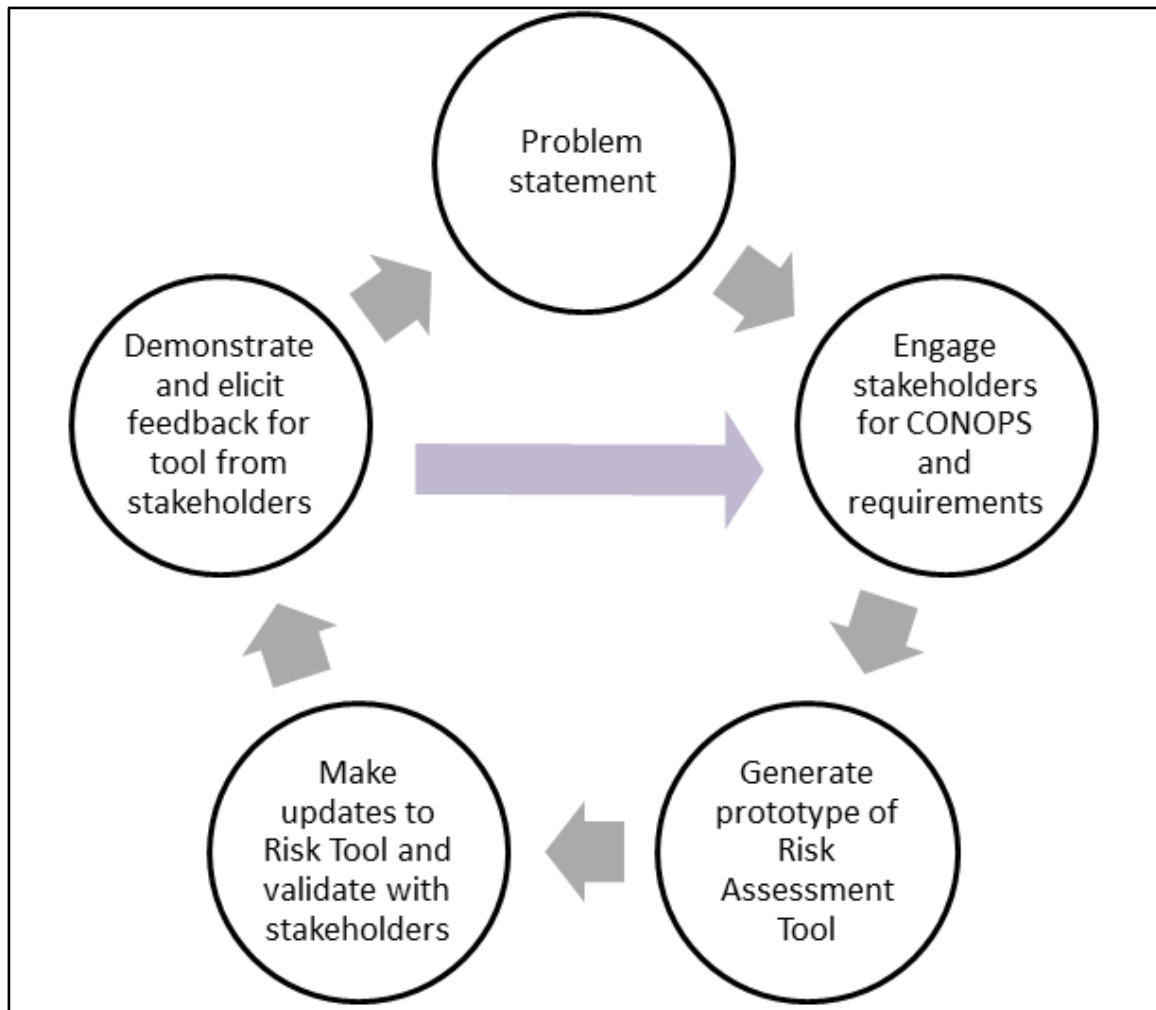 Problem
statement
Engage
stakeholders
for CONOPS
and
requirements
Generate
prototype of
Risk
Assessment
Tool
Make
updates to
Risk Tool and
validate with
stakeholders
Demonstrate
and elicit
feedback for
tool from
stakeholders